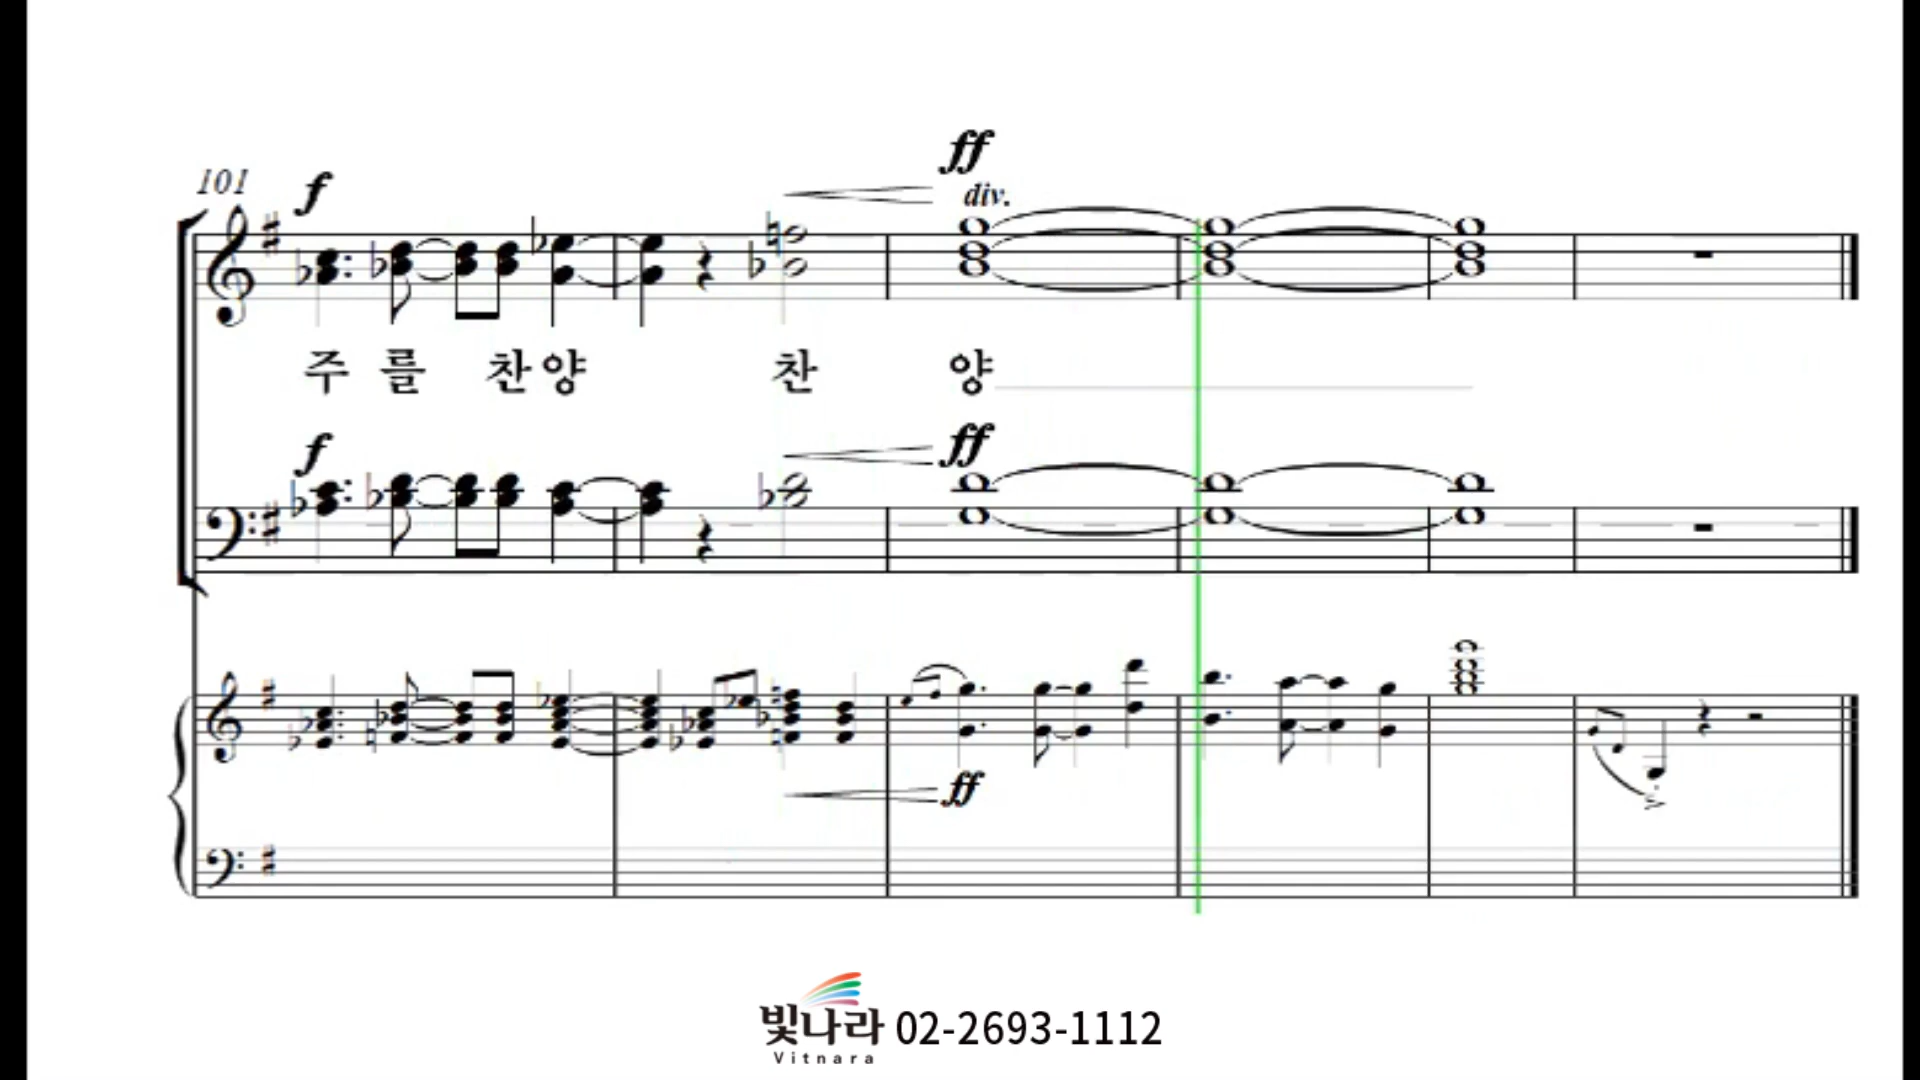 101
f
ff
div.
주 를 찬 양 찬 양
f
ff
ff
빛나라 02-2693-1112
Vitnara